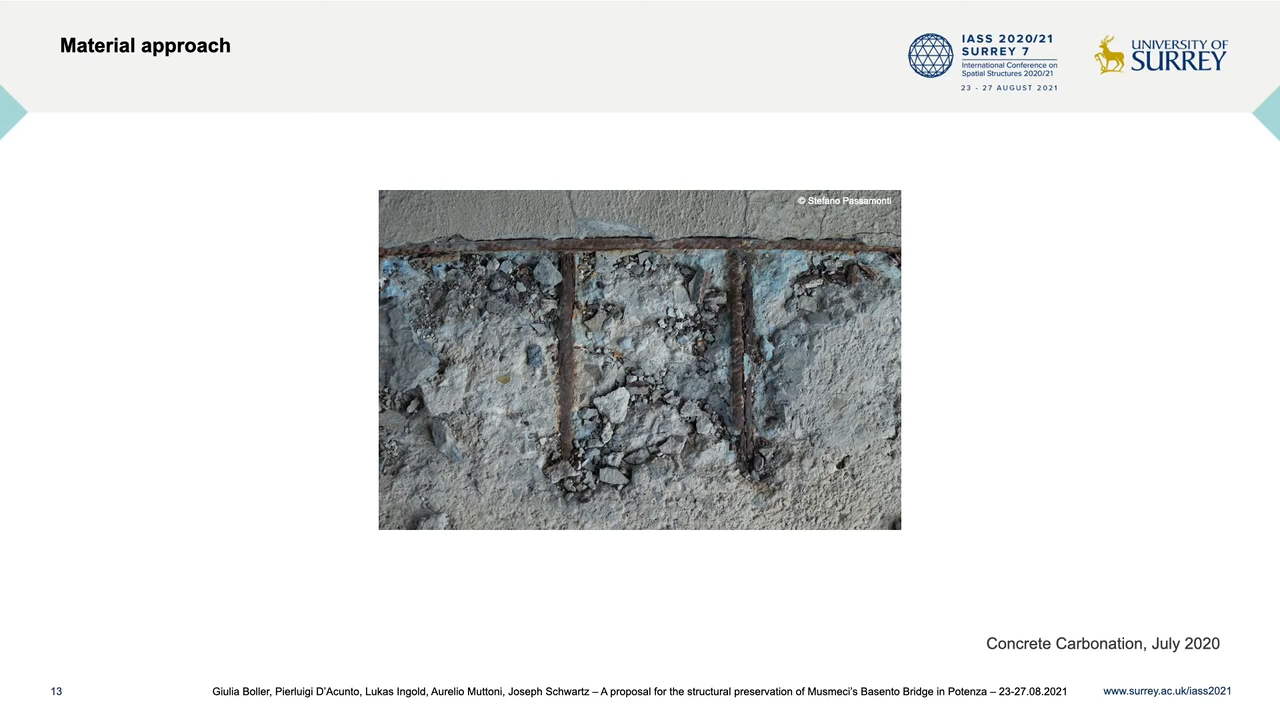 Material approach
IASS 2020/21
SURREY 7
International Conference on
Spatial Structures 2020/21
23 - 27 AUGUST 2021
UNIVERSITY OF
SURREY
© Stefano Passamonti
Concrete Carbonation, July 2020
13
Giulia Boller, Pierluigi D’Acunto, Lukas Ingold, Aurelio Muttoni, Joseph Schwartz – A proposal for the structural preservation of Musmeci’s Basento Bridge in Potenza – 23-27.08.2021
www.surrey.ac.uk/iass2021